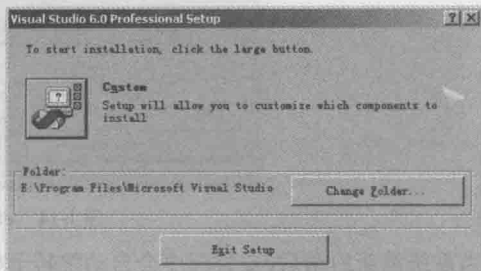 Visual Studio 6.0 Professional Setup
To start installation, click the large button.
Custom
Setup will allow you to customize which components to
install
Folder:
E:\Program Files\Microsoft Visual Studio
Change Folder...
Exit Setup